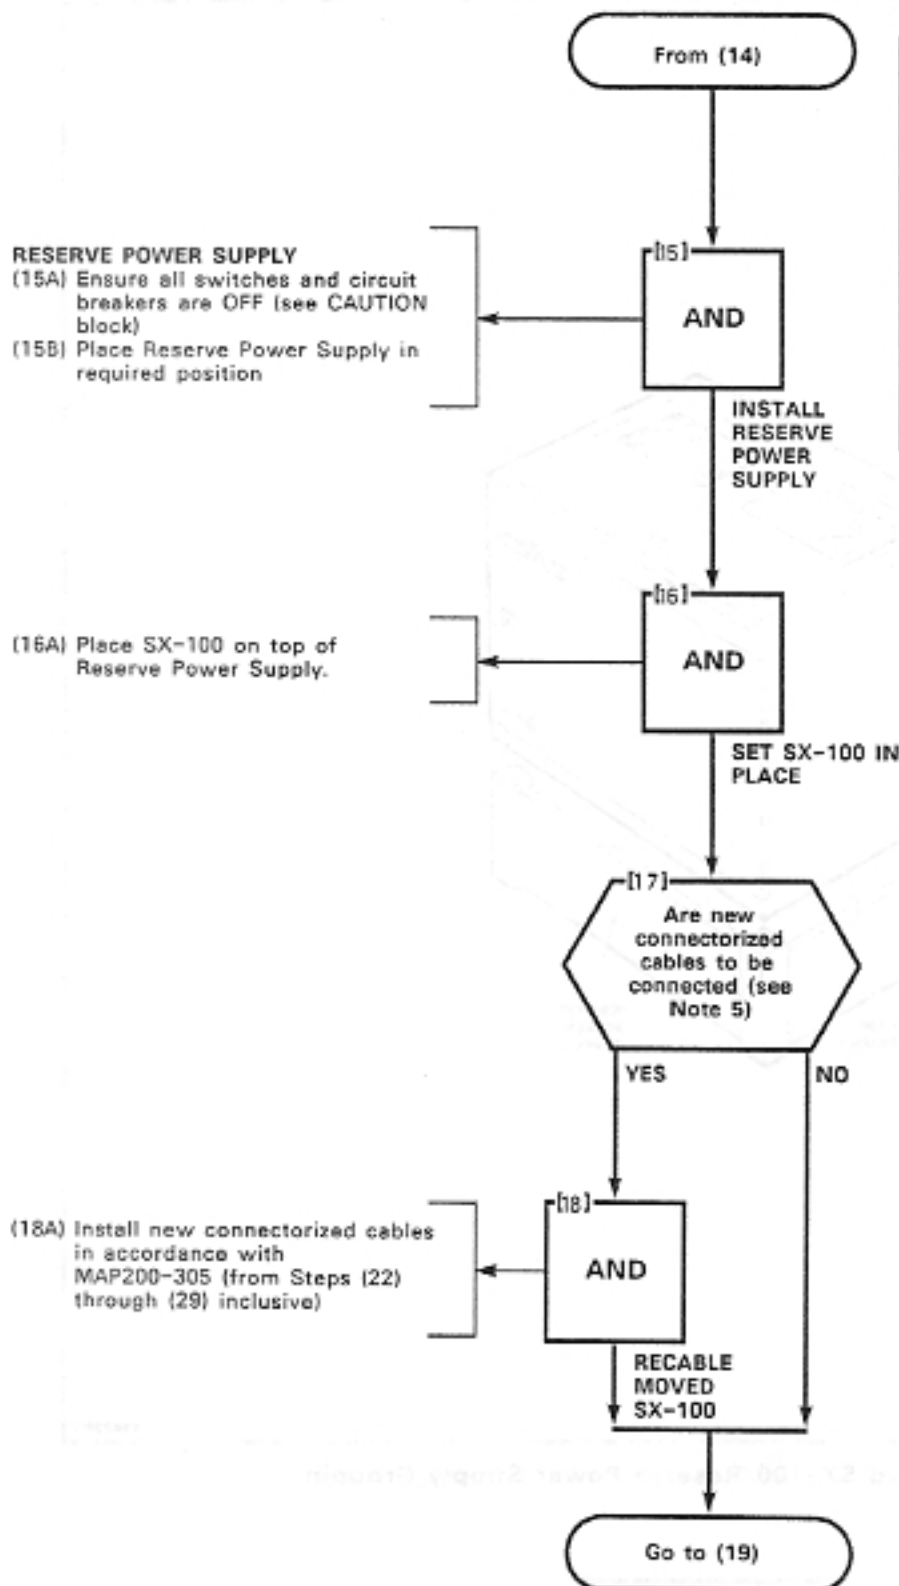 From (14)
RESERVE POWER SUPPLY
(15A) Ensure all switches and circuit
breakers are OFF (see CAUTION
block)
(15B) Place Reserve Power Supply in
required position
[15]
AND
INSTALL
RESERVE
POWER
SUPPLY
(16A) Place SX-100 on top of
Reserve Power Supply.
[16]
AND
SET SX-100 IN
PLACE
[17]
Are new
connectorized
cables to be
connected (see
Note 5)
YES
NO
(18A) Install new connectorized cables
in accordance with
MAP200-305 (from Steps (22)
through (29) inclusive)
[18]
AND
RECABLE
MOVED
SX-100
Go to (19)